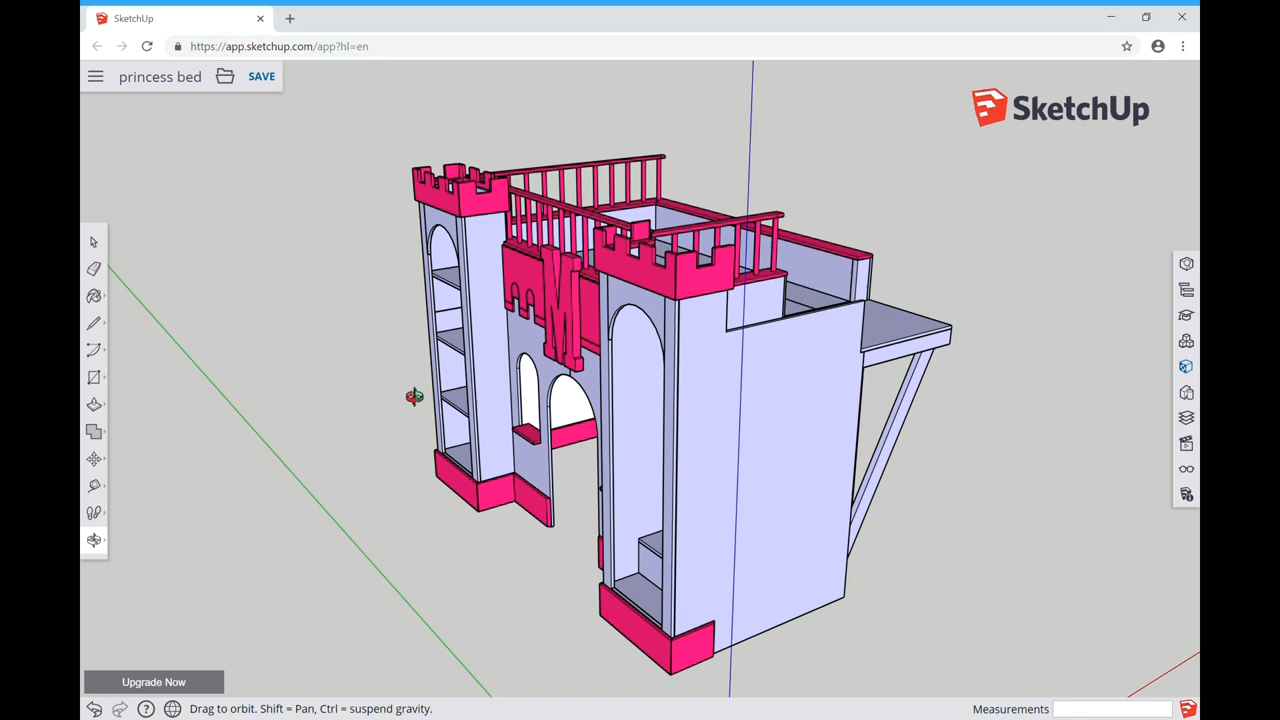 SketchUp
https://app.sketchup.com/app?hl=en
princess bed
SAVE
SketchUp
M
Upgrade Now
Drag to orbit. Shift = Pan, Ctrl = suspend gravity.
Measurements